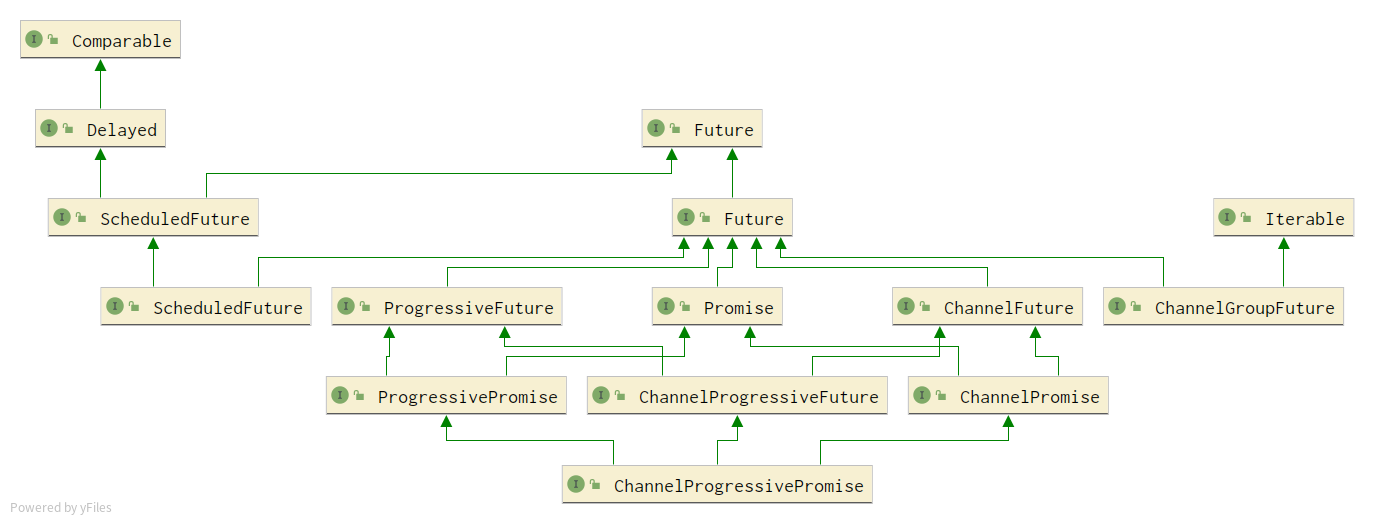 Comparable
Delayed
Future
ScheduledFuture
Future
Iterable
ScheduledFuture
ProgressiveFuture
Promise
ChannelFuture
ChannelGroupFuture
ProgressivePromise
ChannelProgressiveFuture
ChannelPromise
ChannelProgressivePromise
Powered by yFiles